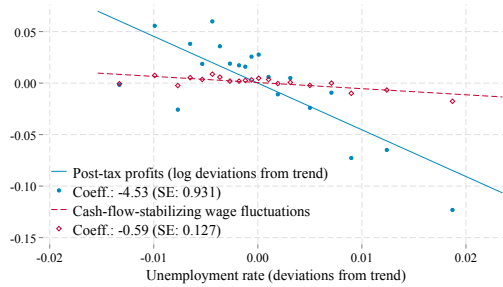 0.05
0.00
-0.05
-0.10
-0.15
Post-tax profits (log deviations from trend)
Coeff.: -4.53 (SE: 0.931)
Cash-flow-stabilizing wage fluctuations
Coeff.: -0.59 (SE: 0.127)
-0.02 -0.01 0.00 0.01 0.02
Unemployment rate (deviations from trend)